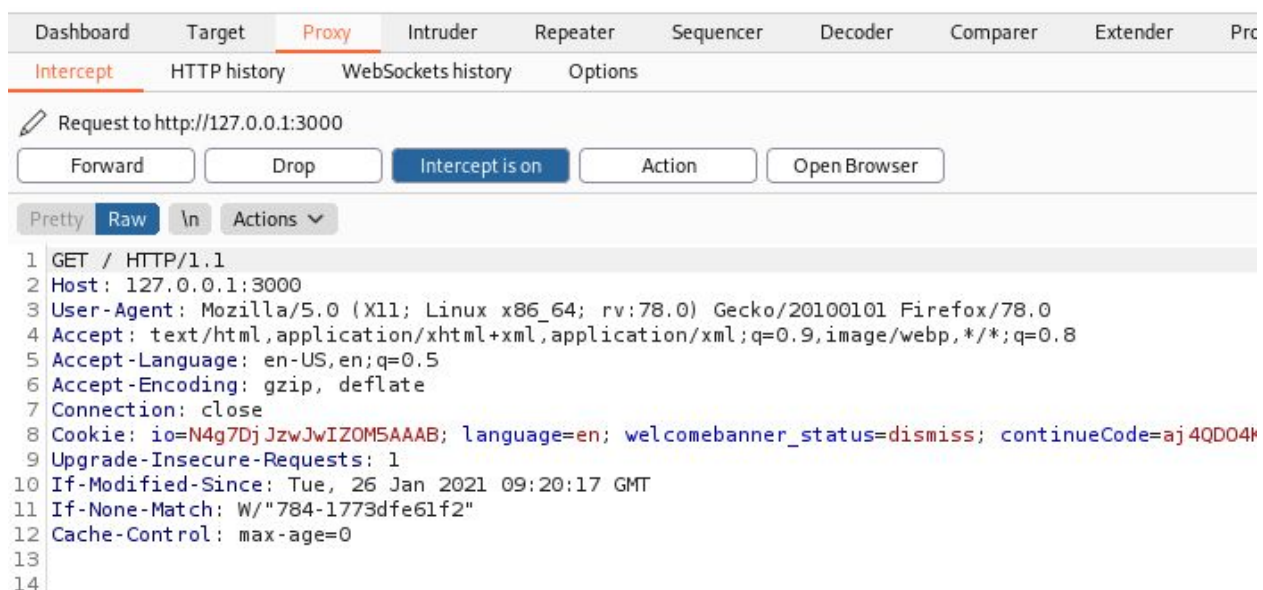 Dashboard Target Proxy Intruder Repeater Sequencer Decoder Comparer Extender
Intercept HTTP history WebSockets history Options
Request to http://127.0.0.1:3000
Forward Drop Intercept is on Action Open Browser
Pretty Raw \n Actions
1 GET / HTTP/1.1
2 Host: 127.0.0.1:3000
3 User-Agent: Mozilla/5.0 (X11; Linux x86_64; rv:78.0) Gecko/20100101 Firefox/78.0
4 Accept: text/html,application/xhtml+xml,application/xml;q=0.9,image/webp,*/*;q=0.8
5 Accept-Language: en-US,en;q=0.5
6 Accept-Encoding: gzip, deflate
7 Connection: close
8 Cookie: io=N4g7DjJzwJwIZOM5AAAB; language=en; welcomebanner_status=dismiss; continueCode=aj4QDO4K
9 Upgrade-Insecure-Requests: 1
10 If-Modified-Since: Tue, 26 Jan 2021 09:20:17 GMT
11 If-None-Match: W/"784-1773dfe61f2"
12 Cache-Control: max-age=0
13
14